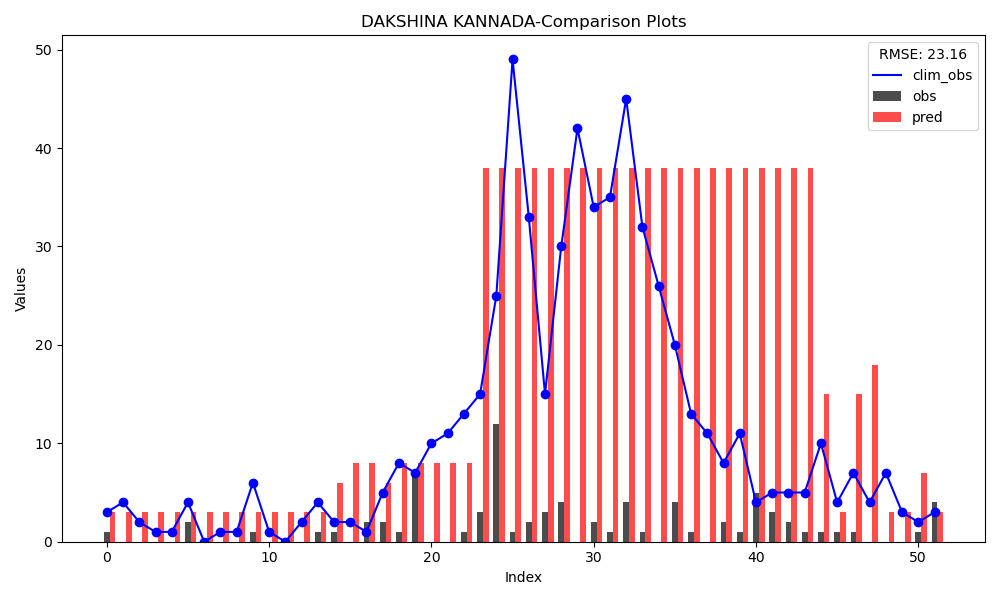 DAKSHINA KANNADA-Comparison Plots
RMSE: 23.16
clim_obs
obs
pred
Values
50
40
30
20
10
0
0 10 20 30 40 50
Index